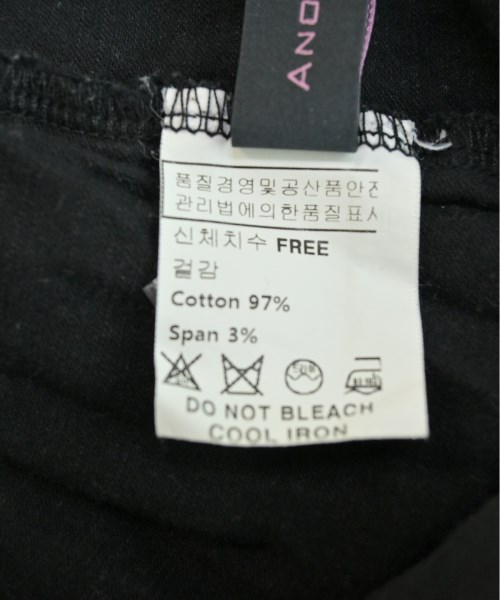 ANO
품질경영및공산품안전
관리법에의한품질표시
신체치수 FREE
겉감
Cotton 97%
Span 3%
DO NOT BLEACH
COOL IRON